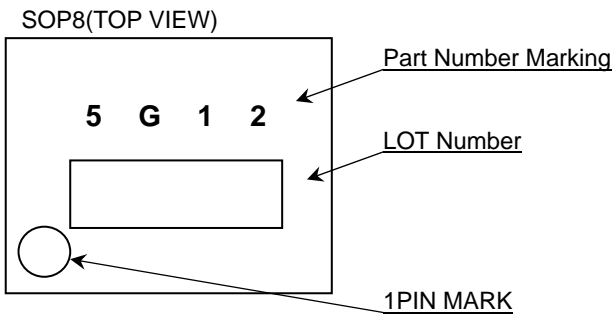 SOP8(TOP VIEW)
Part Number Marking
5 G 1 2
LOT Number
1PIN MARK